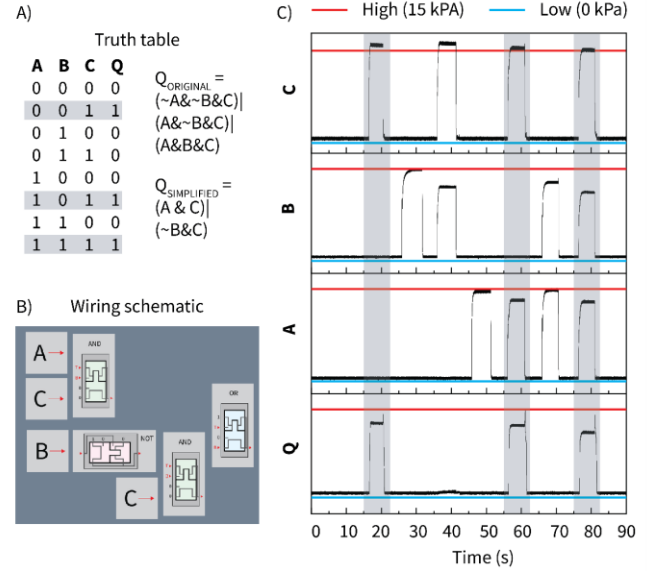 A)
Truth table
A B C Q
0 0 0 0
0 0 1 1
0 1 0 0
0 1 1 0
1 0 0 0
1 0 1 1
1 1 0 0
1 1 1 1
QORIGINAL =
(~A&~B&C)|
(A&~B&C)|
(A&B&C)
QSIMPLIFIED =
(A & C)|
(~B&C)
B) Wiring schematic
A
AND
C
B
NOT
AND
C
OR
C)
High (15 kPA) Low (0 kPa)
C
B
A
Q
0 10 20 30 40 50 60 70 80 90
Time (s)